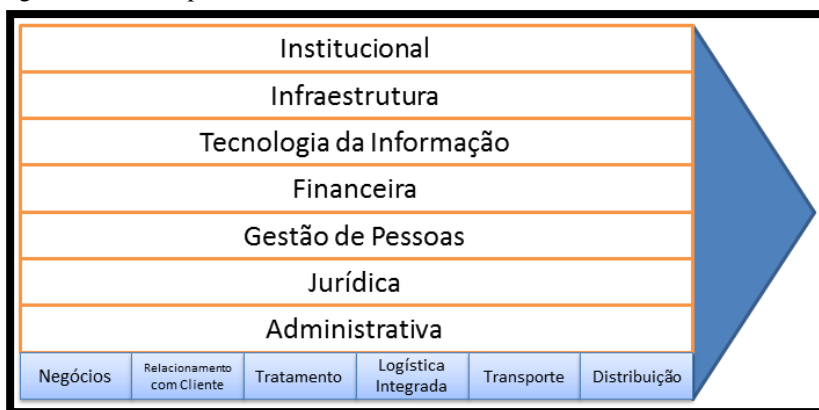 Institucional
Infraestrutura
Tecnologia da Informação
Financeira
Gestão de Pessoas
Jurídica
Administrativa
Negócios
Relacionamento
com Cliente
Tratamento
Logística
Integrada
Transporte
Distribuição